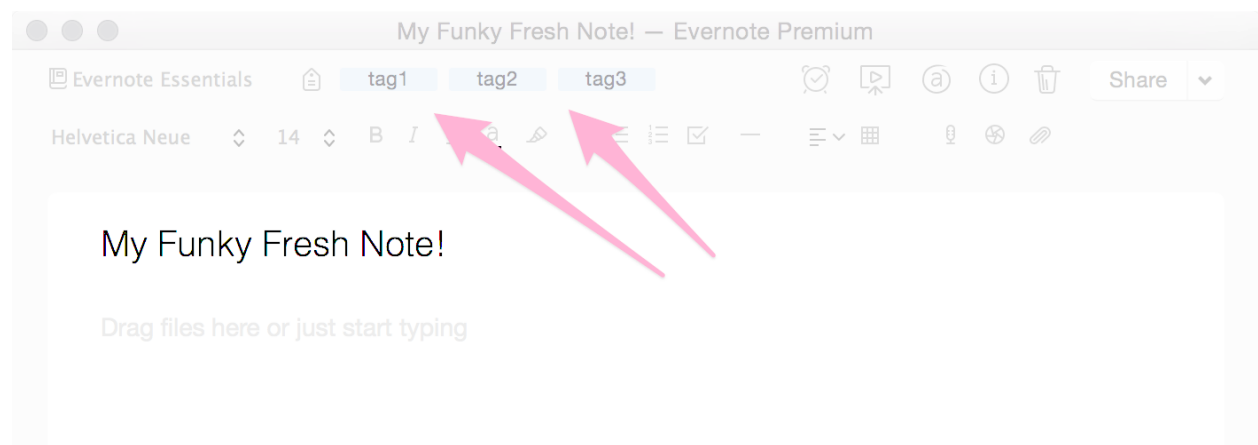 My Funky Fresh Note! — Evernote Premium
Evernote Essentials tag1 tag2 tag3 Share
Helvetica Neue 14 B I a
My Funky Fresh Note!
Drag files here or just start typing